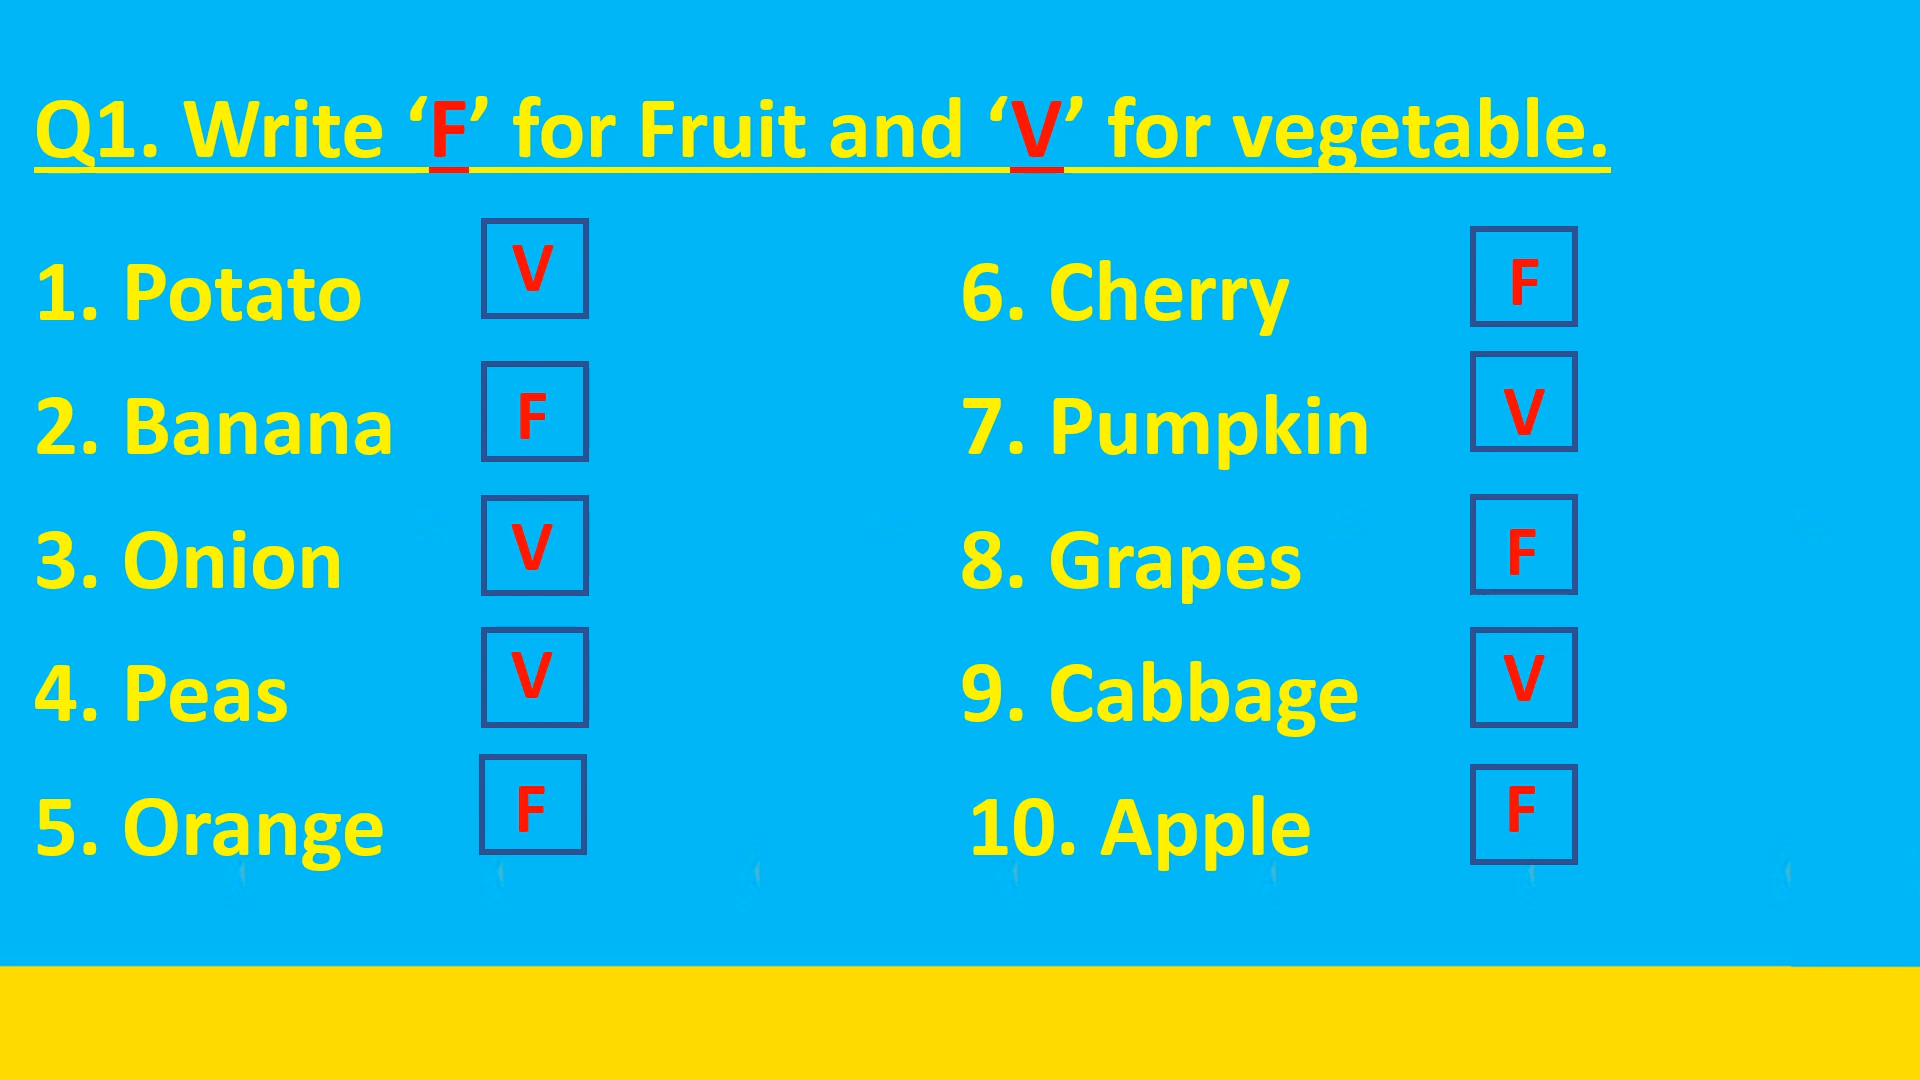 Q1. Write ‘F’ for Fruit and ‘V’ for vegetable.
1. Potato V
2. Banana F
3. Onion V
4. Peas V
5. Orange F
6. Cherry F
7. Pumpkin V
8. Grapes F
9. Cabbage V
10. Apple F